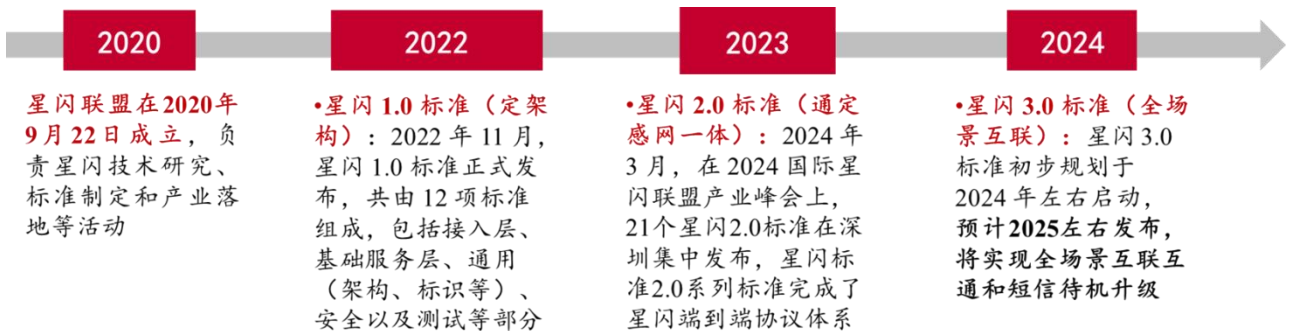 2020
2022
2023
2024
星闪联盟在2020年
9月22日成立，负
责星闪技术研究、
标准制定和产业落
地等活动
•星闪 1.0 标准（定架
构）：2022 年 11 月，
星闪 1.0 标准正式发
布，共由 12 项标准
组成，包括接入层、
基础服务层、通用
（架构、标识等）、
安全以及测试等部分
•星闪 2.0 标准（通定
感网一体）：2024 年
3 月，在 2024 国际星
闪联盟产业峰会上，
21个星闪2.0标准在深
圳集中发布，星闪标
准2.0系列标准完成了
星闪端到端协议体系
•星闪 3.0 标准（全场
景互联）：星闪 3.0
标准初步规划于
2024 年左右启动，
预计2025左右发布，
将实现全场景互联互
通和短信待机升级